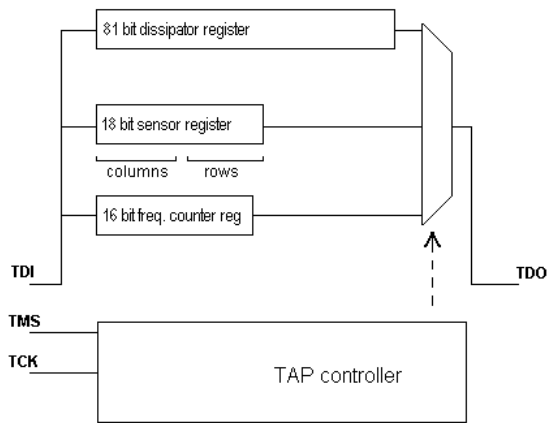 81 bit dissipator register
18 bit sensor register
columns rows
16 bit freq. counter reg
TDI
TDO
TMS
TCK
TAP controller